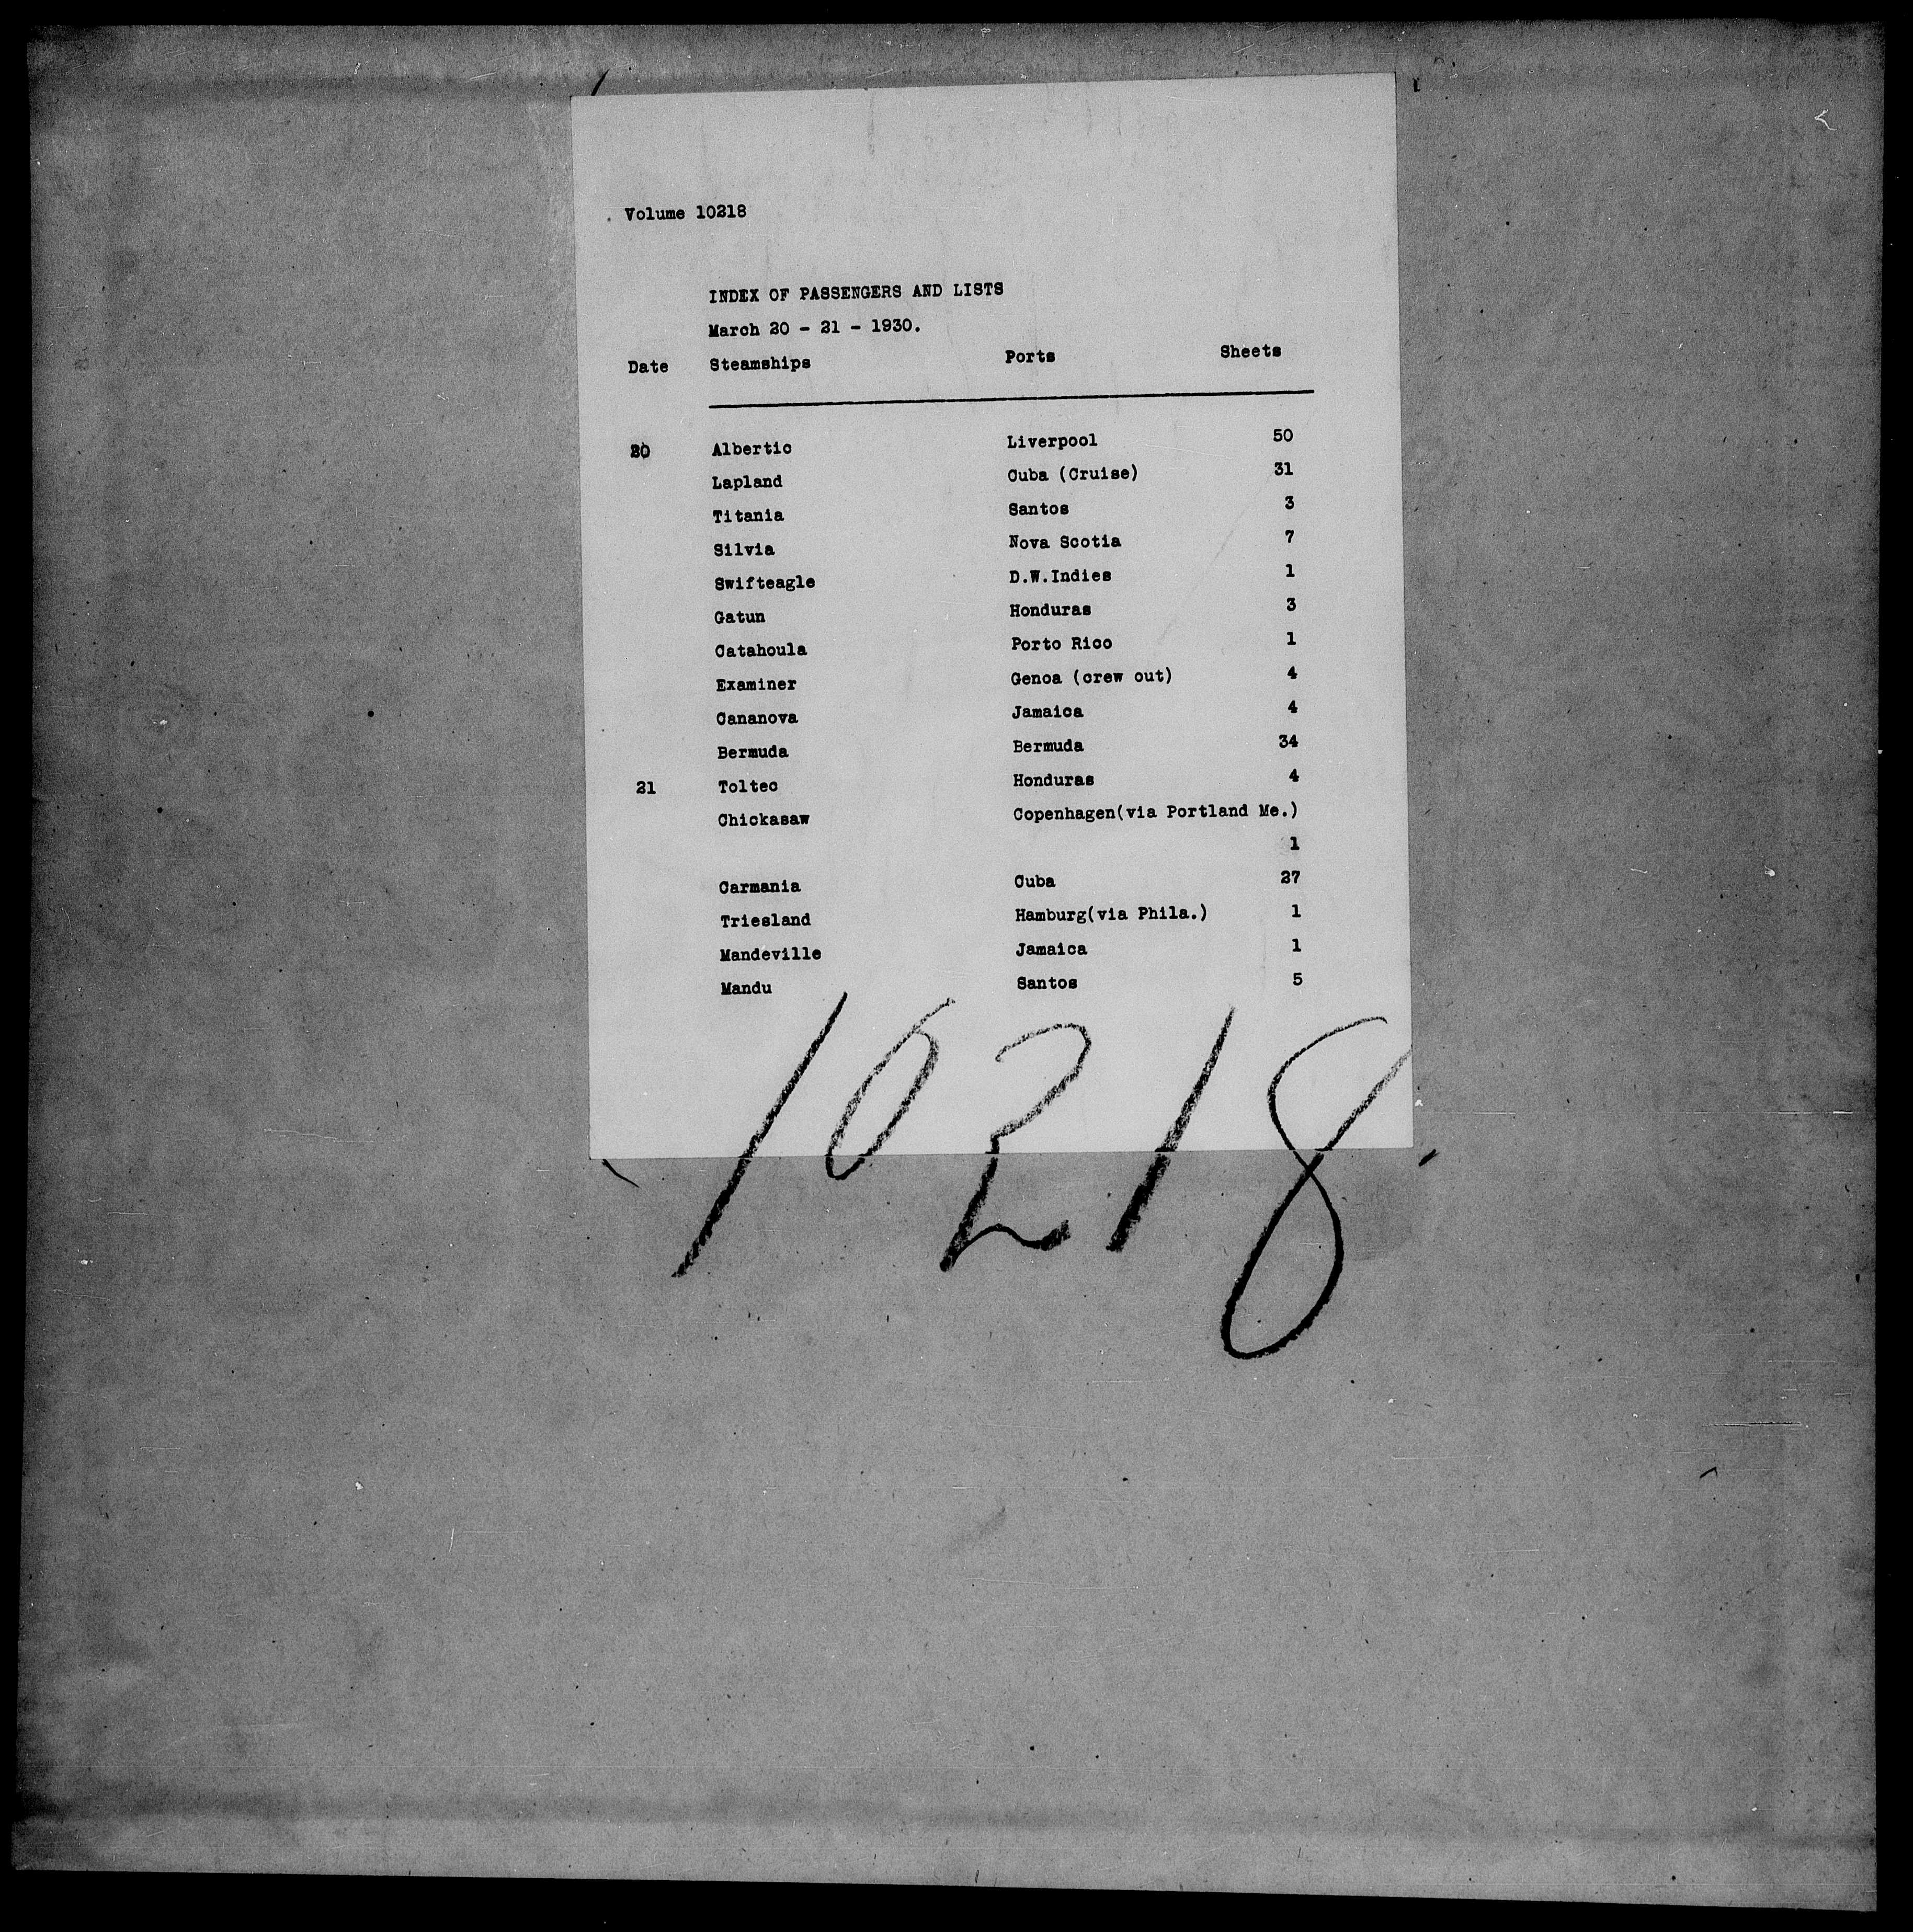 Volume 10218
INDEX OF PASSENGERS AND LISTS
March 20 - 21 - 1930.
Date Steamships Ports Sheets
20 Albertic Liverpool 50
Lapland Cuba (Cruise) 31
Titania Santos 3
Silvia Nova Scotia 7
Swifteagle D.W.Indies 1
Gatun Honduras 3
Catahoula Porto Rico 1
Examiner Genoa (crew out) 4
Cananova Jamaica 4
Bermuda Bermuda 34
21 Toltec Honduras 4
Chickasaw Copenhagen(via Portland Me.)
1
Carmania Cuba 27
Triesland Hamburg(via Phila.) 1
Mandeville Jamaica 1
Mandu Santos 5
10218